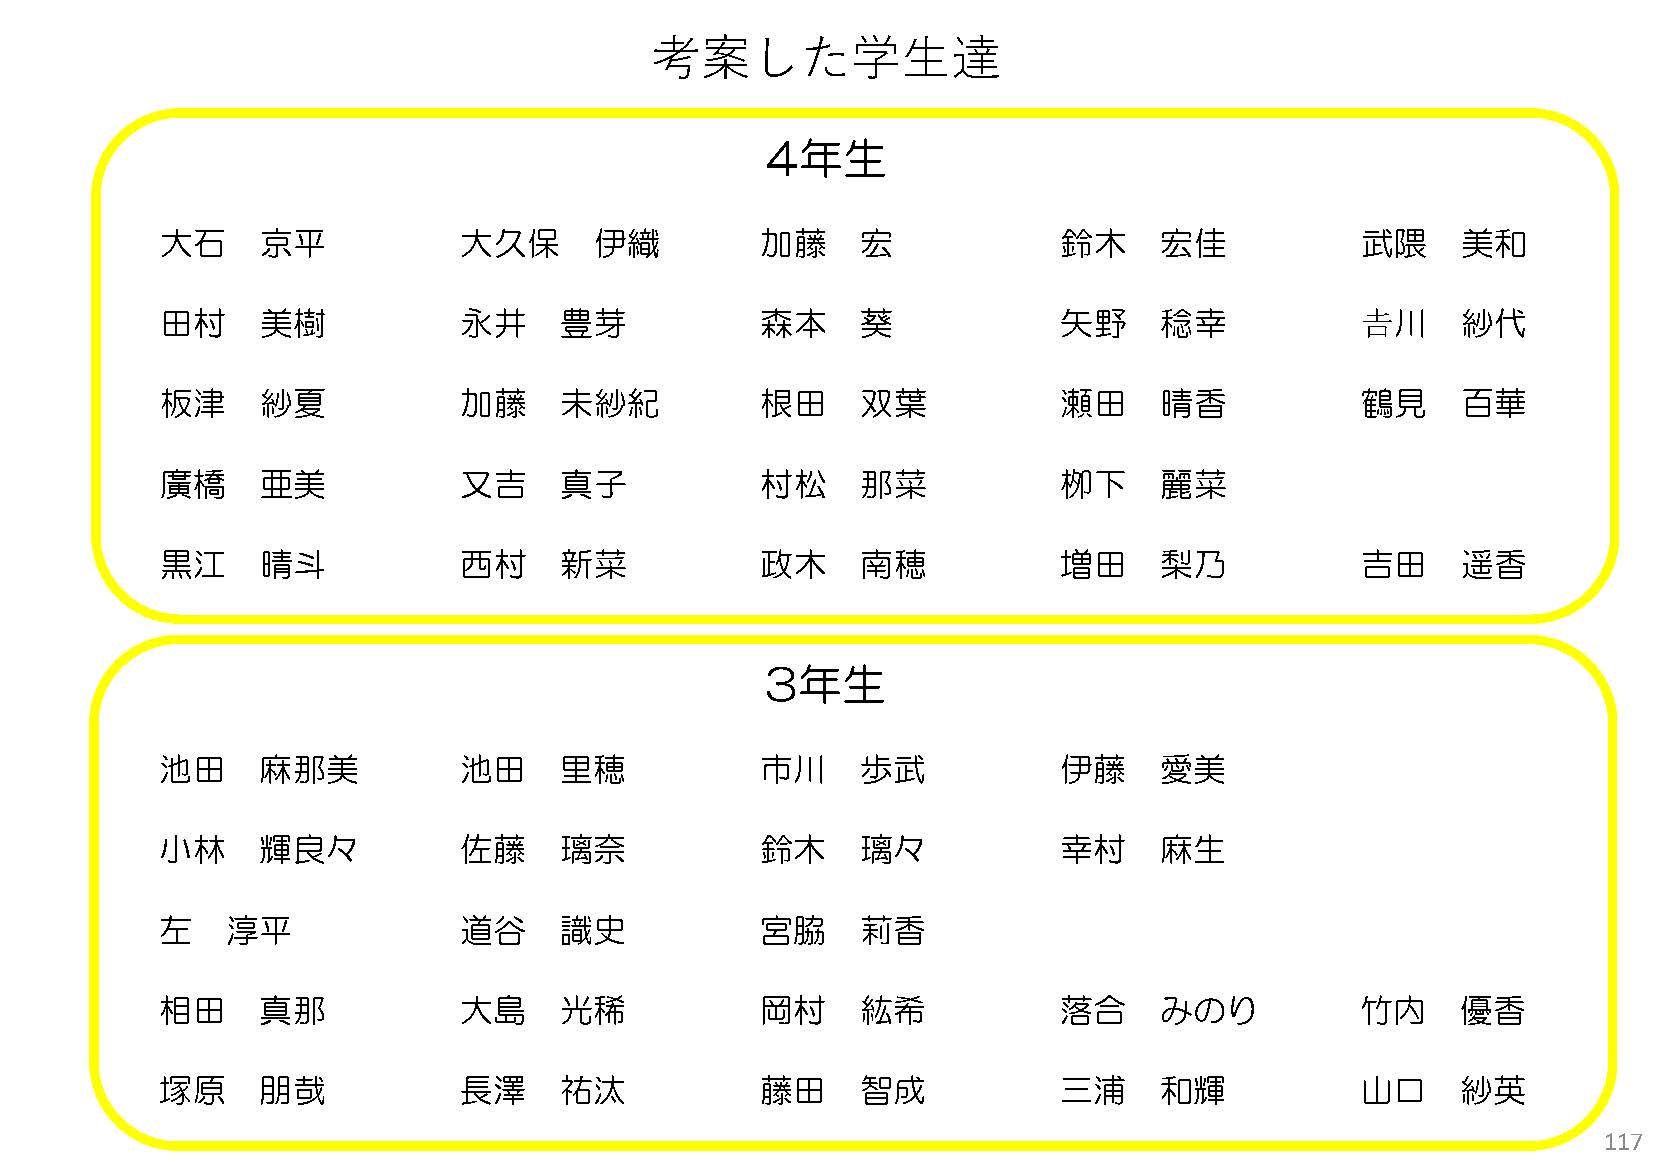 考案した学生達
4年生
大石　京平　大久保　伊織　加藤　宏　鈴木　宏佳　武隈　美和
田村　美樹　永井　豊芽　森本　葵　矢野　稔幸　𠮷川　紗代
板津　紗夏　加藤　未紗紀　根田　双葉　瀬田　晴香　鶴見　百華
廣橋　亜美　又吉　真子　村松　那菜　栁下　麗菜
黒江　晴斗　西村　新菜　政木　南穂　増田　梨乃　吉田　遥香
3年生
池田　麻那美　池田　里穂　市川　歩武　伊藤　愛美
小林　輝良々　佐藤　璃奈　鈴木　璃々　幸村　麻生
左　淳平　道谷　識史　宮脇　莉香
相田　真那　大島　光稀　岡村　紘希　落合　みのり　竹内　優香
塚原　朋哉　長澤　祐汰　藤田　智成　三浦　和輝　山口　紗英
117